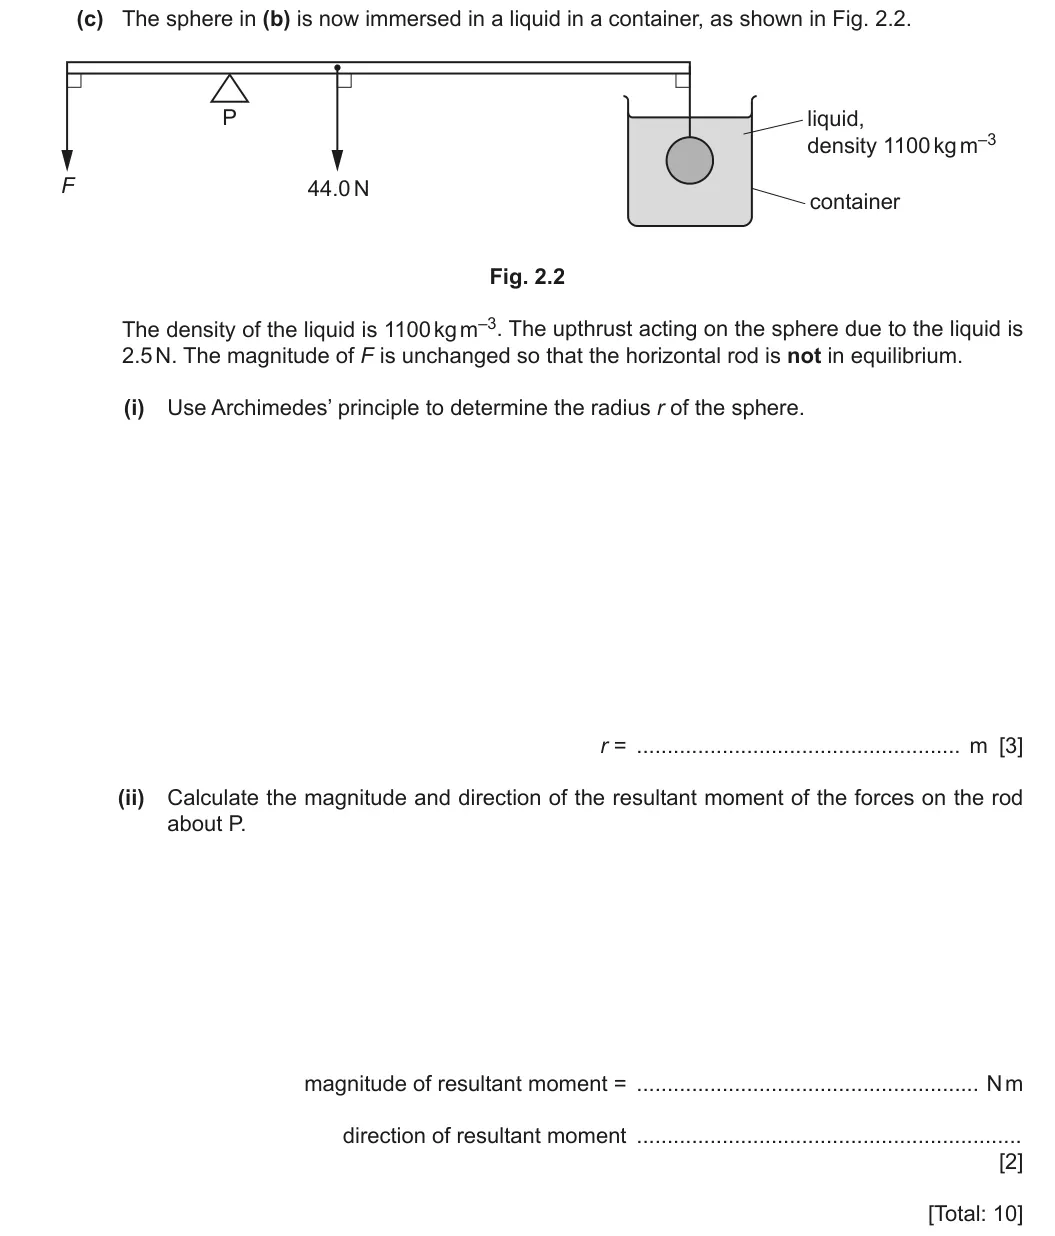 (c) The sphere in (b) is now immersed in a liquid in a container, as shown in Fig. 2.2.
P
F
44.0 N
liquid,
density 1100 kg m⁻³
container
Fig. 2.2
The density of the liquid is 1100 kg m⁻³. The upthrust acting on the sphere due to the liquid is
2.5 N. The magnitude of F is unchanged so that the horizontal rod is not in equilibrium.
(i) Use Archimedes’ principle to determine the radius r of the sphere.
r = ..................................................... m [3]
(ii) Calculate the magnitude and direction of the resultant moment of the forces on the rod
about P.
magnitude of resultant moment = ........................................................ N m
direction of resultant moment ...............................................................
[2]
[Total: 10]